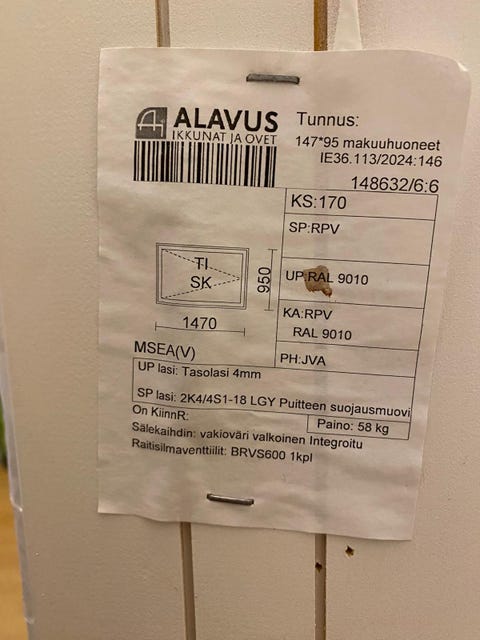 ALAVUS
IKKUNAT JA OVET
Tunnus:
147*95 makuuhuoneet
IE36.113/2024:146
148632/6:6
KS:170
SP:RPV
UP:RAL 9010
KA:RPV
RAL 9010
PH:JVA
TI
SK
950
1470
MSEA(V)
UP lasi: Tasolasi 4mm
SP lasi: 2K4/4S1-18 LGY Puitteen suojausmuovi
On KiinnR:
Paino: 58 kg
Sälekaihdin: vakioväri valkoinen Integroitu
Raitisilmaventtiilit: BRVS600 1kpl